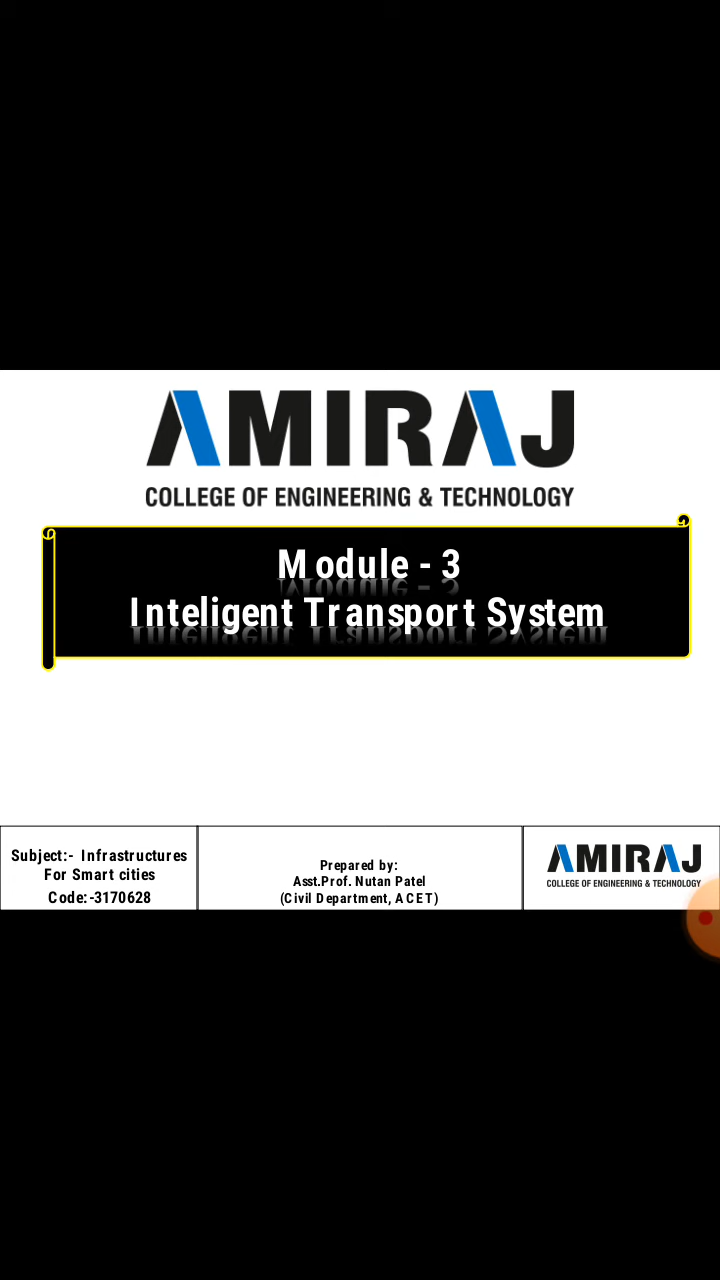 AMIRAJ
COLLEGE OF ENGINEERING & TECHNOLOGY
Module - 3
Inteligent Transport System
Subject:- Infrastructures
For Smart cities
Code:-3170628
Prepared by:
Asst.Prof. Nutan Patel
(Civil Department, ACET)
AMIRAJ
COLLEGE OF ENGINEERING & TECHNOLOGY